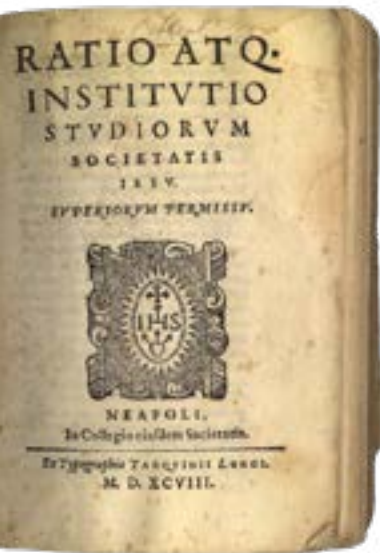 RATIO ATQ.
INSTITVTIO
STVDIORVM
SOCIETATIS
IESV.
SVPERIORVM PERMISSV.
IHS
NEAPOLI,
In Collegio eiusdem Societatis.
Ex Typographia TARQVINII LONGI.
M. D. XCVIII.